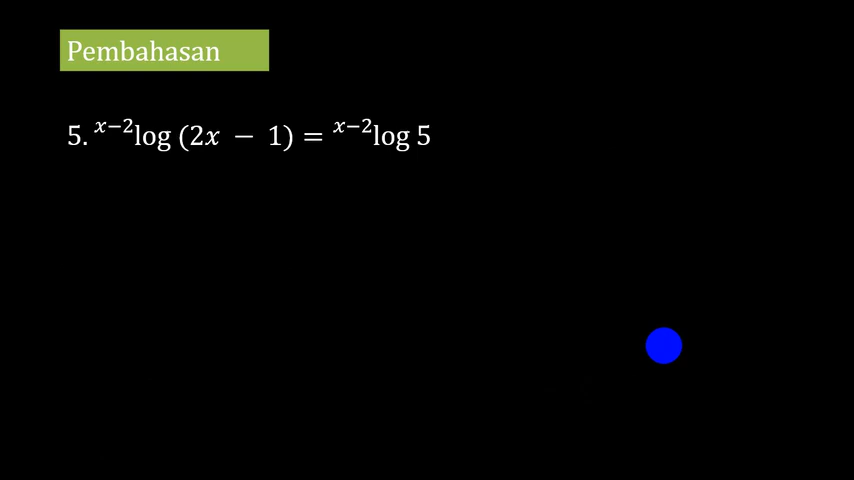 Pembahasan
5. ˣ⁻²log (2x − 1) = ˣ⁻²log 5